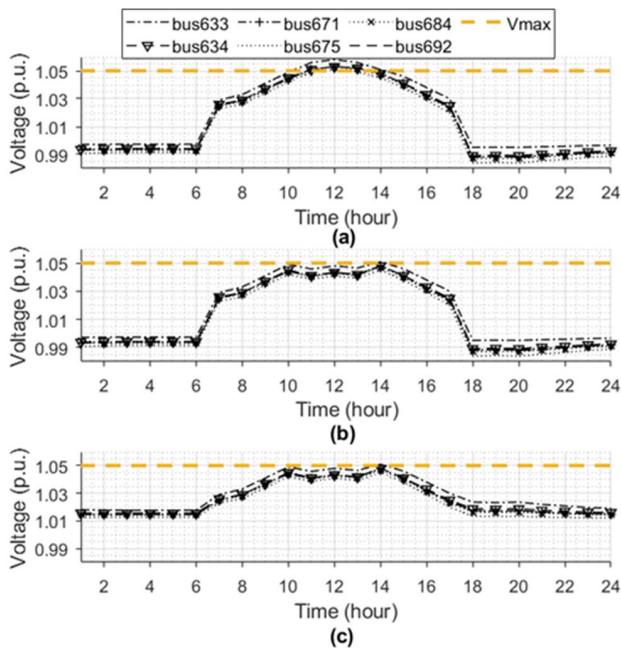 bus633 bus671 bus684 Vmax
bus634 bus675 bus692
1.05
1.03
1.01
0.99
Voltage (p.u.)
2 4 6 8 10 12 14 16 18 20 22 24
Time (hour)
(a)
1.05
1.03
1.01
0.99
Voltage (p.u.)
2 4 6 8 10 12 14 16 18 20 22 24
Time (hour)
(b)
1.05
1.03
1.01
0.99
Voltage (p.u.)
2 4 6 8 10 12 14 16 18 20 22 24
Time (hour)
(c)